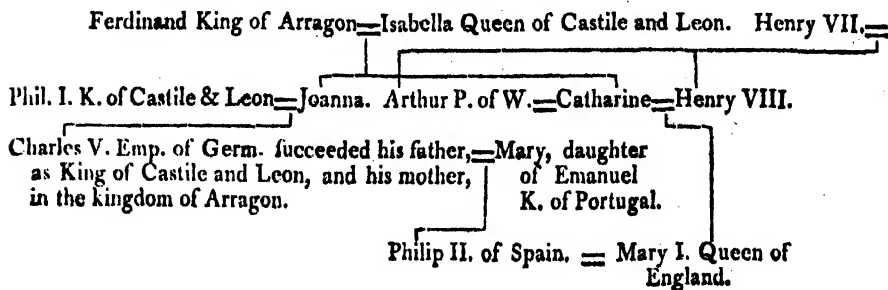 Ferdinand King of Arragon=Isabella Queen of Castile and Leon. Henry VII.=
Phil. I. K. of Castile & Leon=Joanna. Arthur P. of W.=Catharine=Henry VIII.
Charles V. Emp. of Germ. ſucceeded his father,=Mary, daughter
as King of Castile and Leon, and his mother, of Emanuel
in the kingdom of Arragon. K. of Portugal.
Philip II. of Spain. = Mary I. Queen of
England.